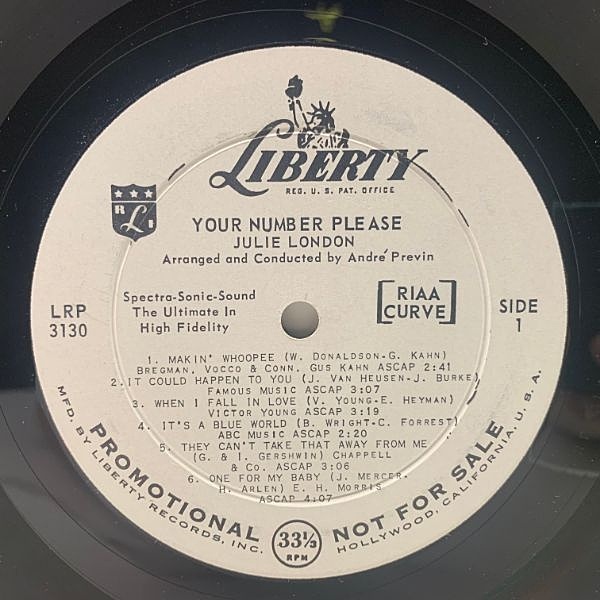 LIBERTY
REG. U.S. PAT. OFFICE
R L E
YOUR NUMBER PLEASE
JULIE LONDON
Arranged and Conducted by André Previn
Spectra-Sonic-Sound
The Ultimate In
High Fidelity
[RIAA
CURVE]
LRP
3130
SIDE
1
1. MAKIN' WHOOPEE (W. DONALDSON-G. KAHN)
BREGMAN, VOCCO & CONN, GUS KAHN ASCAP 2:41
2. IT COULD HAPPEN TO YOU (J. VAN HEUSEN-J. BURKE)
FAMOUS MUSIC ASCAP 3:07
3. WHEN I FALL IN LOVE (V. YOUNG-E. HEYMAN)
VICTOR YOUNG ASCAP 3:19
4. IT'S A BLUE WORLD (B. WRIGHT-C. FORREST)
ABC MUSIC ASCAP 2:20
5. THEY CAN'T TAKE THAT AWAY FROM ME
(G. & I. GERSHWIN) CHAPPELL
& CO. ASCAP 3:06
6. ONE FOR MY BABY (J. MERCER-
H. ARLEN) E. H. MORRIS
ASCAP 4:07
PROMOTIONAL NOT FOR SALE
33⅓
RPM
MFD. BY LIBERTY RECORDS, INC. HOLLYWOOD, CALIFORNIA, U.S.A.